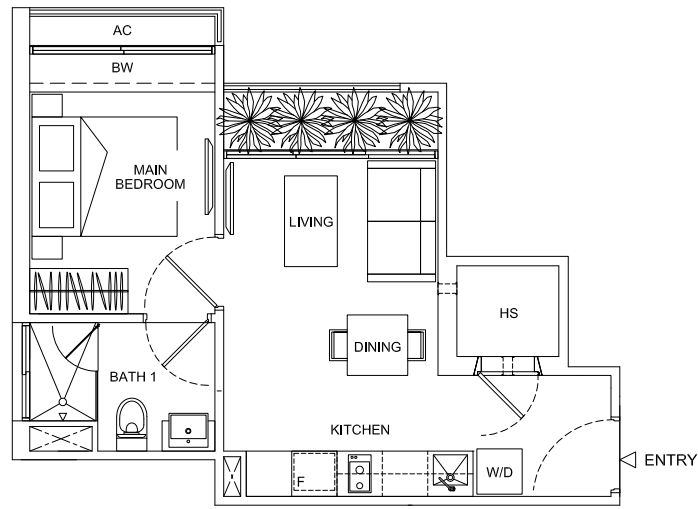 AC
BW
MAIN
BEDROOM
LIVING
HS
DINING
BATH 1
KITCHEN
ENTRY
W/D
F